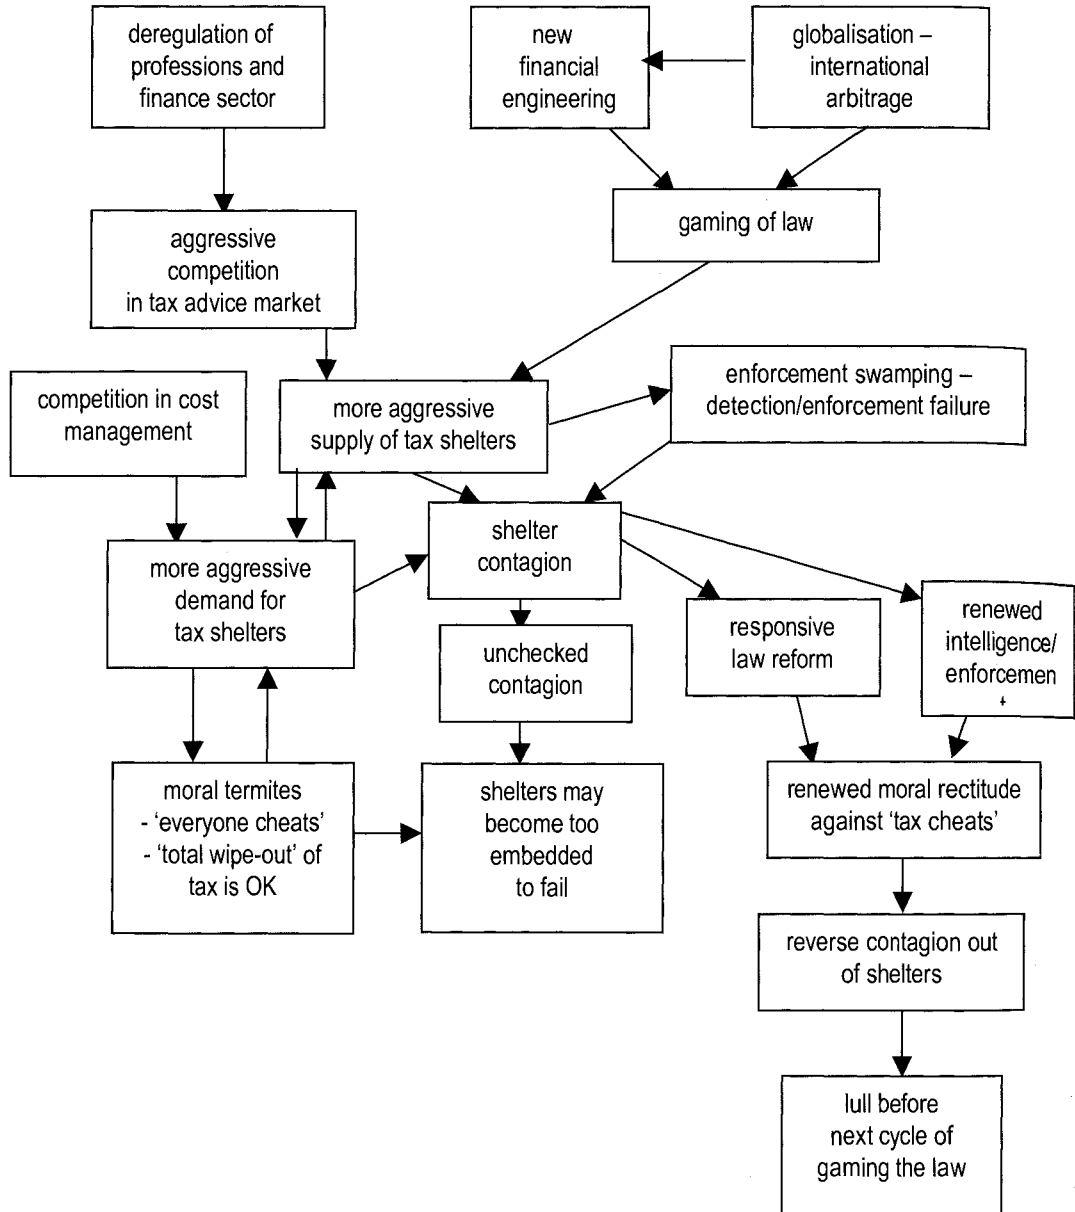 deregulation of
professions and
finance sector
new
financial
engineering
globalisation –
international
arbitrage
gaming of law
aggressive
competition
in tax advice market
competition in cost
management
more aggressive
supply of tax shelters
enforcement swamping –
detection/enforcement failure
shelter
contagion
more aggressive
demand for
tax shelters
unchecked
contagion
responsive
law reform
renewed
intelligence/
enforcemen
moral termites
- ‘everyone cheats’
- ‘total wipe-out’ of
tax is OK
shelters may
become too
embedded
to fail
renewed moral rectitude
against ‘tax cheats’
reverse contagion out
of shelters
lull before
next cycle of
gaming the law